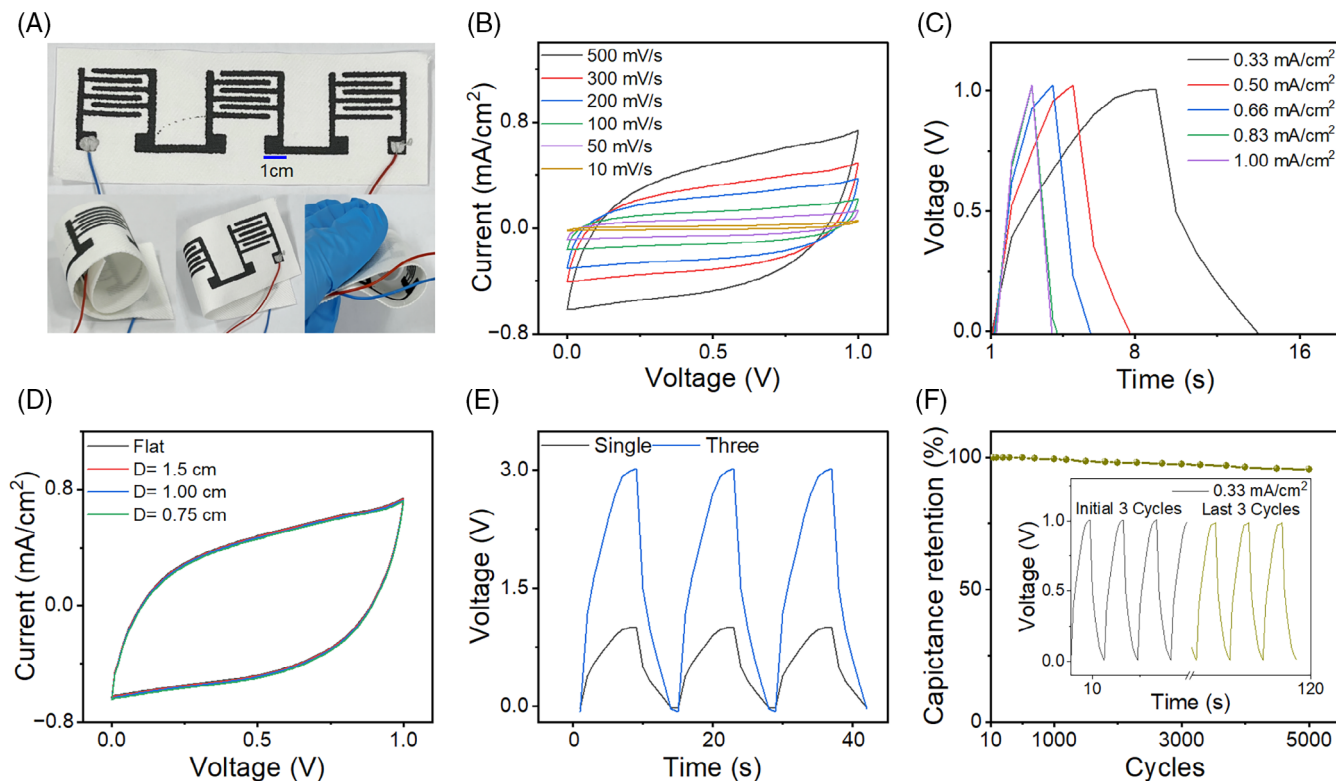 (A)
1cm
(B)
500 mV/s
300 mV/s
200 mV/s
100 mV/s
50 mV/s
10 mV/s
Current (mA/cm²)
0.8
0.0
−0.8
0.0
0.5
1.0
Voltage (V)
(C)
0.33 mA/cm²
0.50 mA/cm²
0.66 mA/cm²
0.83 mA/cm²
1.00 mA/cm²
Voltage (V)
1.0
0.5
0.0
1
8
16
Time (s)
(D)
Flat
D= 1.5 cm
D= 1.00 cm
D= 0.75 cm
Current (mA/cm²)
0.8
0.0
−0.8
0.0
0.5
1.0
Voltage (V)
(E)
Single
Three
Voltage (V)
3.0
1.5
0.0
0
20
40
Time (s)
(F)
Capictance retention (%)
100
50
0
10
1000
3000
5000
Cycles
0.33 mA/cm²
Initial 3 Cycles
Last 3 Cycles
Voltage (V)
1.0
0.5
0.0
10
120
Time (s)